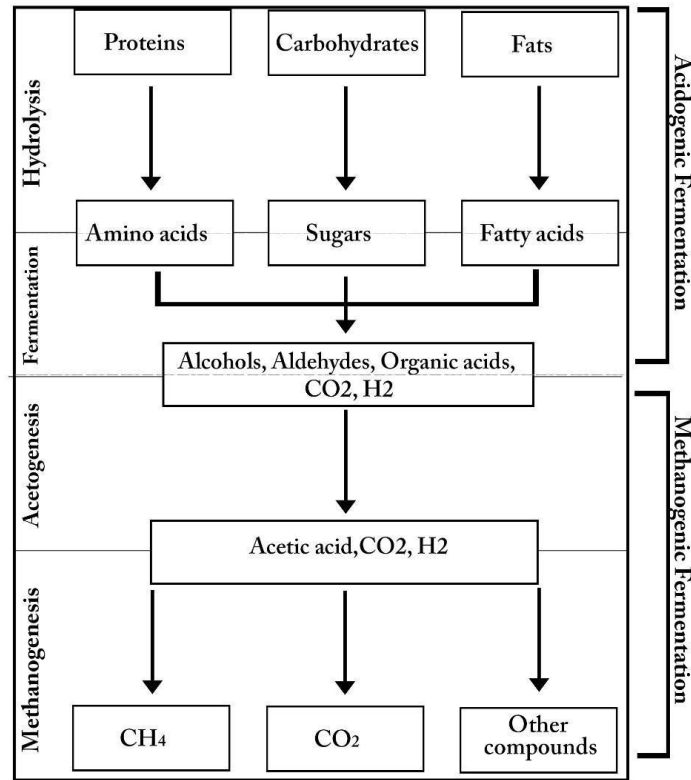 Proteins
Carbohydrates
Fats
Hydrolysis
Acidogenic Fermentation
Amino acids
Sugars
Fatty acids
Fermentation
Alcohols, Aldehydes, Organic acids,
CO2, H2
Acetogenesis
Methanogenic Fermentation
Acetic acid,CO2, H2
Methanogenesis
CH₄
CO₂
Other
compounds